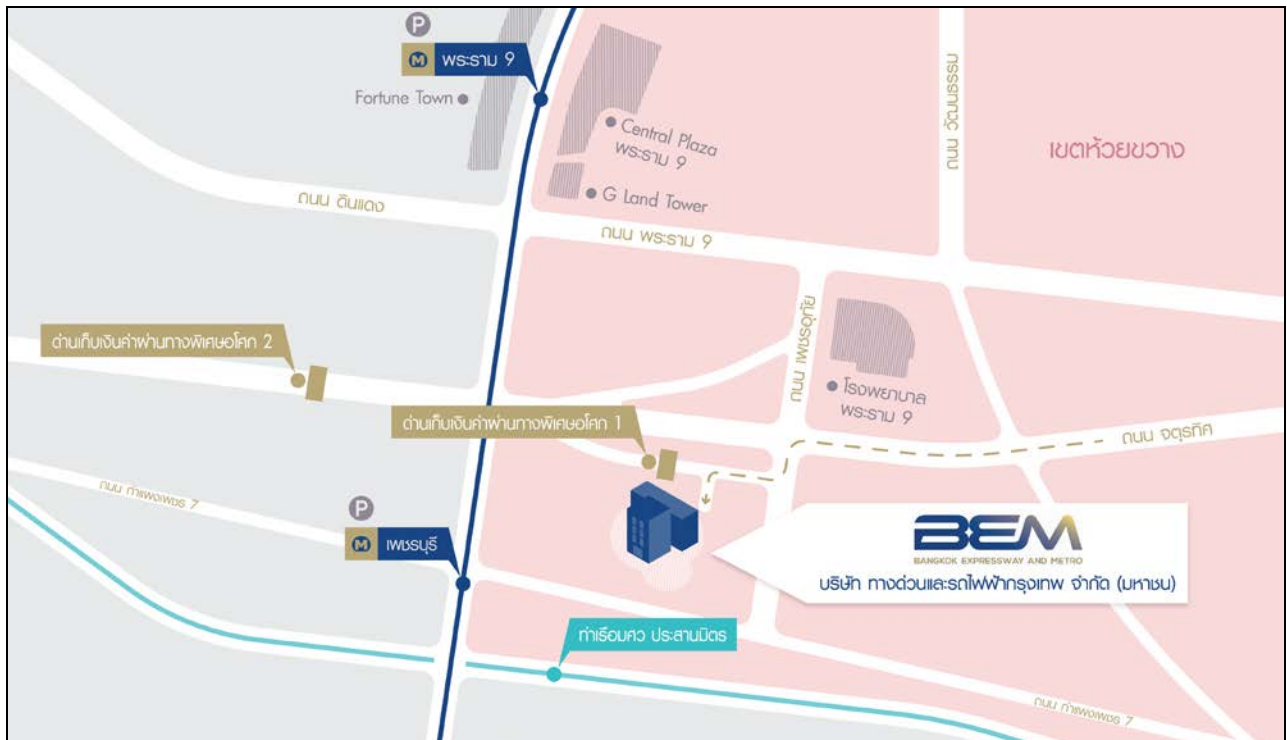 P
M พระราม 9
Fortune Town
Central Plaza
พระราม 9
G Land Tower
ถนน วัฒนธรรม
เขตห้วยขวาง
ถนน ดินแดง
ถนน พระราม 9
ด่านเก็บเงินค่าผ่านทางพิเศษอโศก 2
ถนน เพชรอุทัย
โรงพยาบาล
พระราม 9
ด่านเก็บเงินค่าผ่านทางพิเศษอโศก 1
ถนน จตุรทิศ
ถนน กำแพงเพชร 7
P
M เพชรบุรี
BEM
BANGKOK EXPRESSWAY AND METRO
บริษัท ทางด่วนและรถไฟฟ้ากรุงเทพ จำกัด (มหาชน)
ท่าเรือมศว ประสานมิตร
ถนน กำแพงเพชร 7